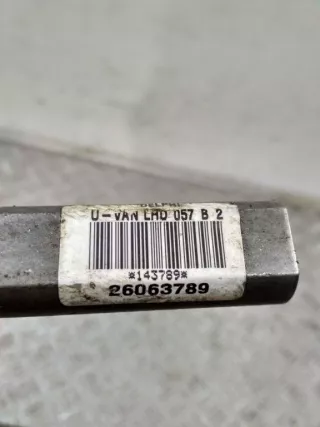 DELPHI
U-VAN LHD 057 B 2
*143789*
26063789